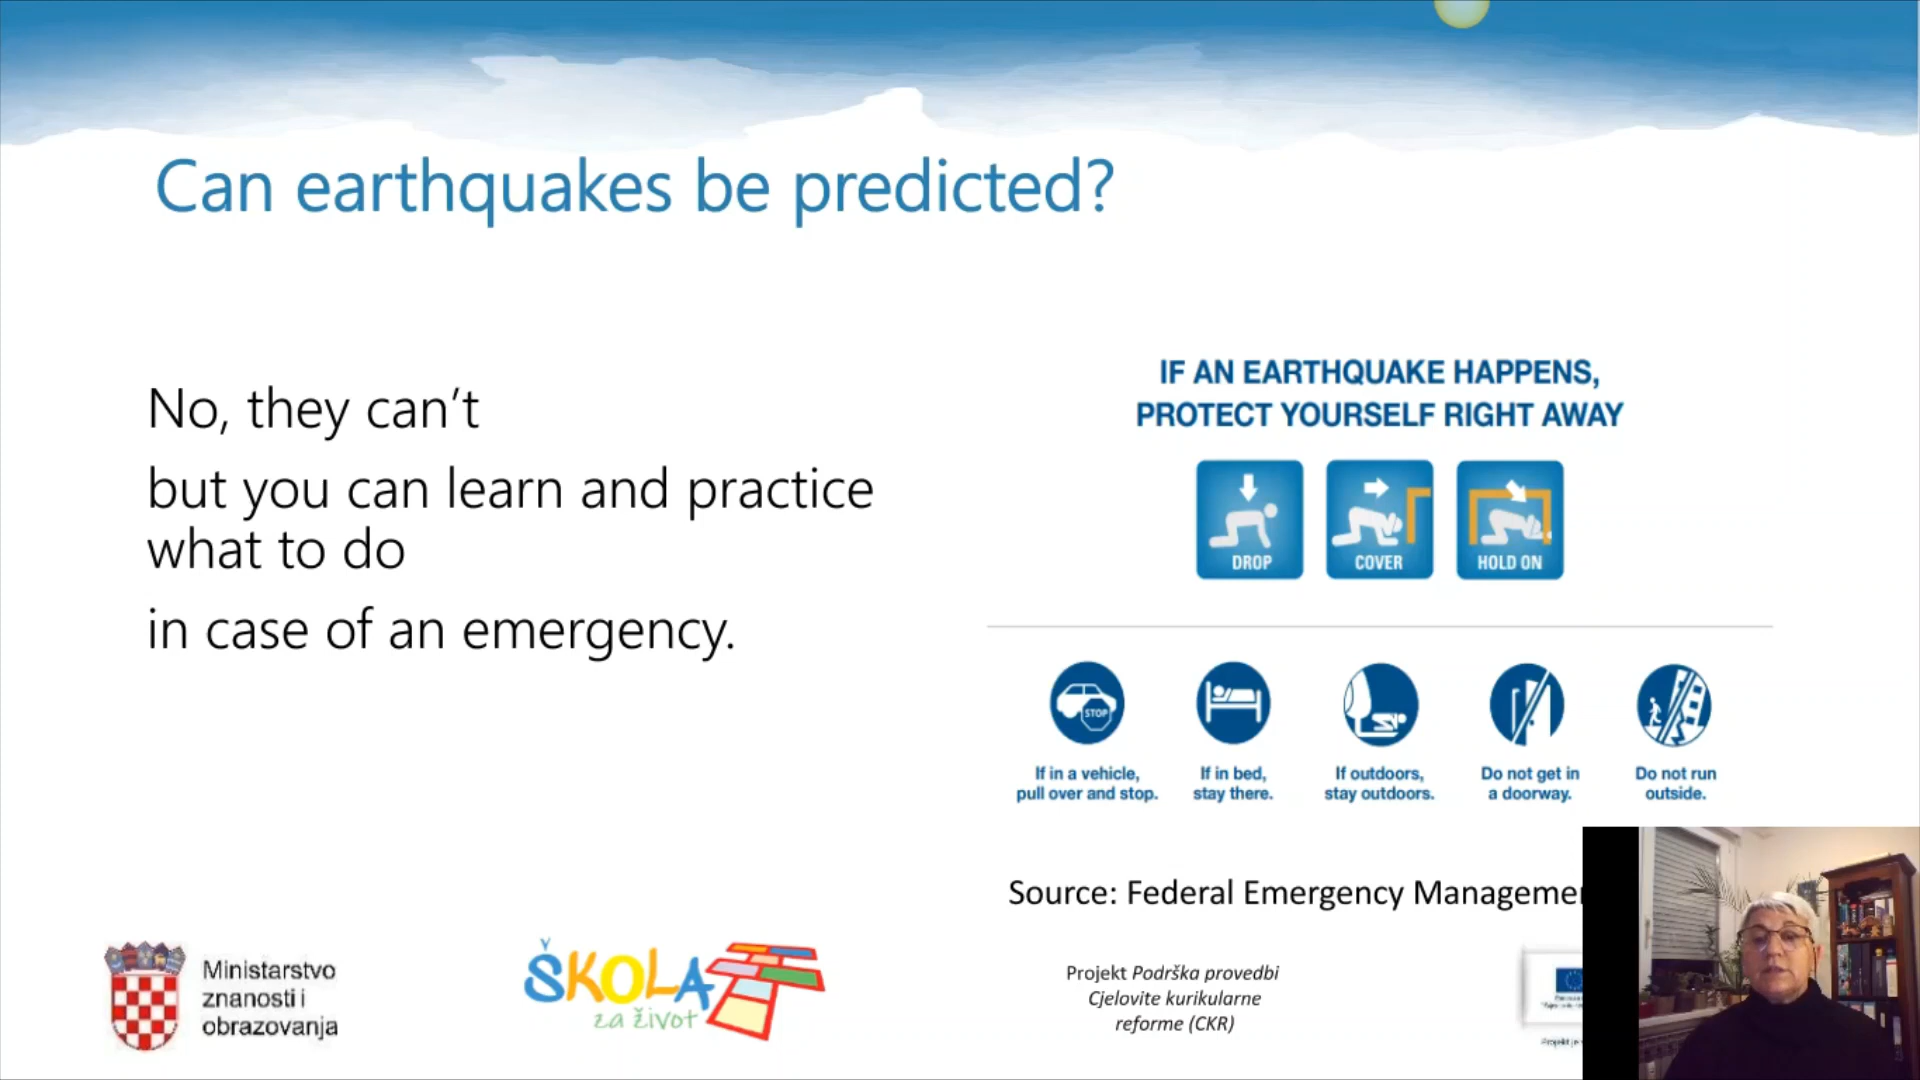 Can earthquakes be predicted?
No, they can’t
but you can learn and practice
what to do
in case of an emergency.
IF AN EARTHQUAKE HAPPENS,
PROTECT YOURSELF RIGHT AWAY
DROP
COVER
HOLD ON
STOP
If in a vehicle,
pull over and stop.
If in bed,
stay there.
If outdoors,
stay outdoors.
Do not get in
a doorway.
Do not run
outside.
Source: Federal Emergency
Ministarstvo
znanosti i
obrazovanja
ŠKOLA
za život
Projekt Podrška provedbi
Cjelovite kurikularne
reforme (CKR)